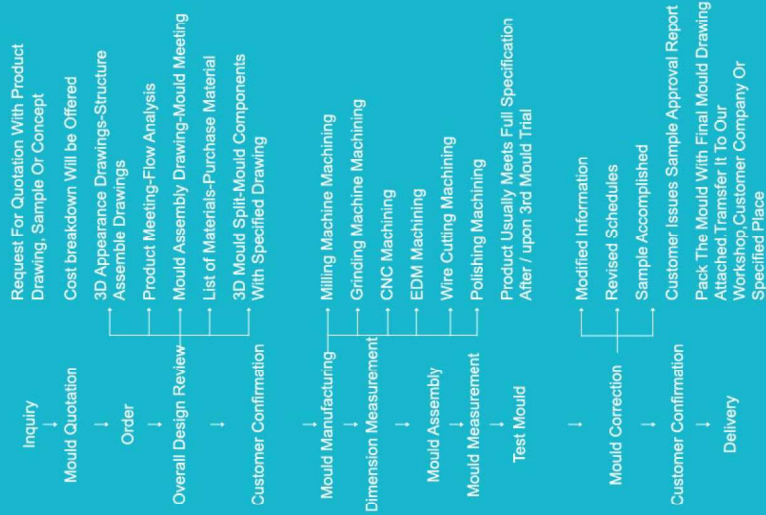 Inquiry
Request For Quotation With Product
Drawing, Sample Or Concept
Mould Quotation
Cost breakdown Will be Offered
Order
Overall Design Review
3D Appearance Drawings-Structure
Assemble Drawings
Product Meeting-Flow Analysis
Mould Assembly Drawing-Mould Meeting
List of Materials-Purchase Material
3D Mould Split-Mould Components
With Specified Drawing
Customer Confirmation
Mould Manufacturing
Milling Machine Machining
Grinding Machine Machining
CNC Machining
EDM Machining
Wire Cutting Machining
Polishing Machining
Dimension Measurement
Mould Assembly
Mould Measurement
Test Mould
Product Usually Meets Full Specification
After / upon 3rd Mould Trial
Mould Correction
Modified Information
Revised Schedules
Sample Accomplished
Customer Confirmation
Customer Issues Sample Approval Report
Delivery
Pack The Mould With Final Mould Drawing
Attached,Transfer It To Our
Workshop,Customer Company Or
Specified Place